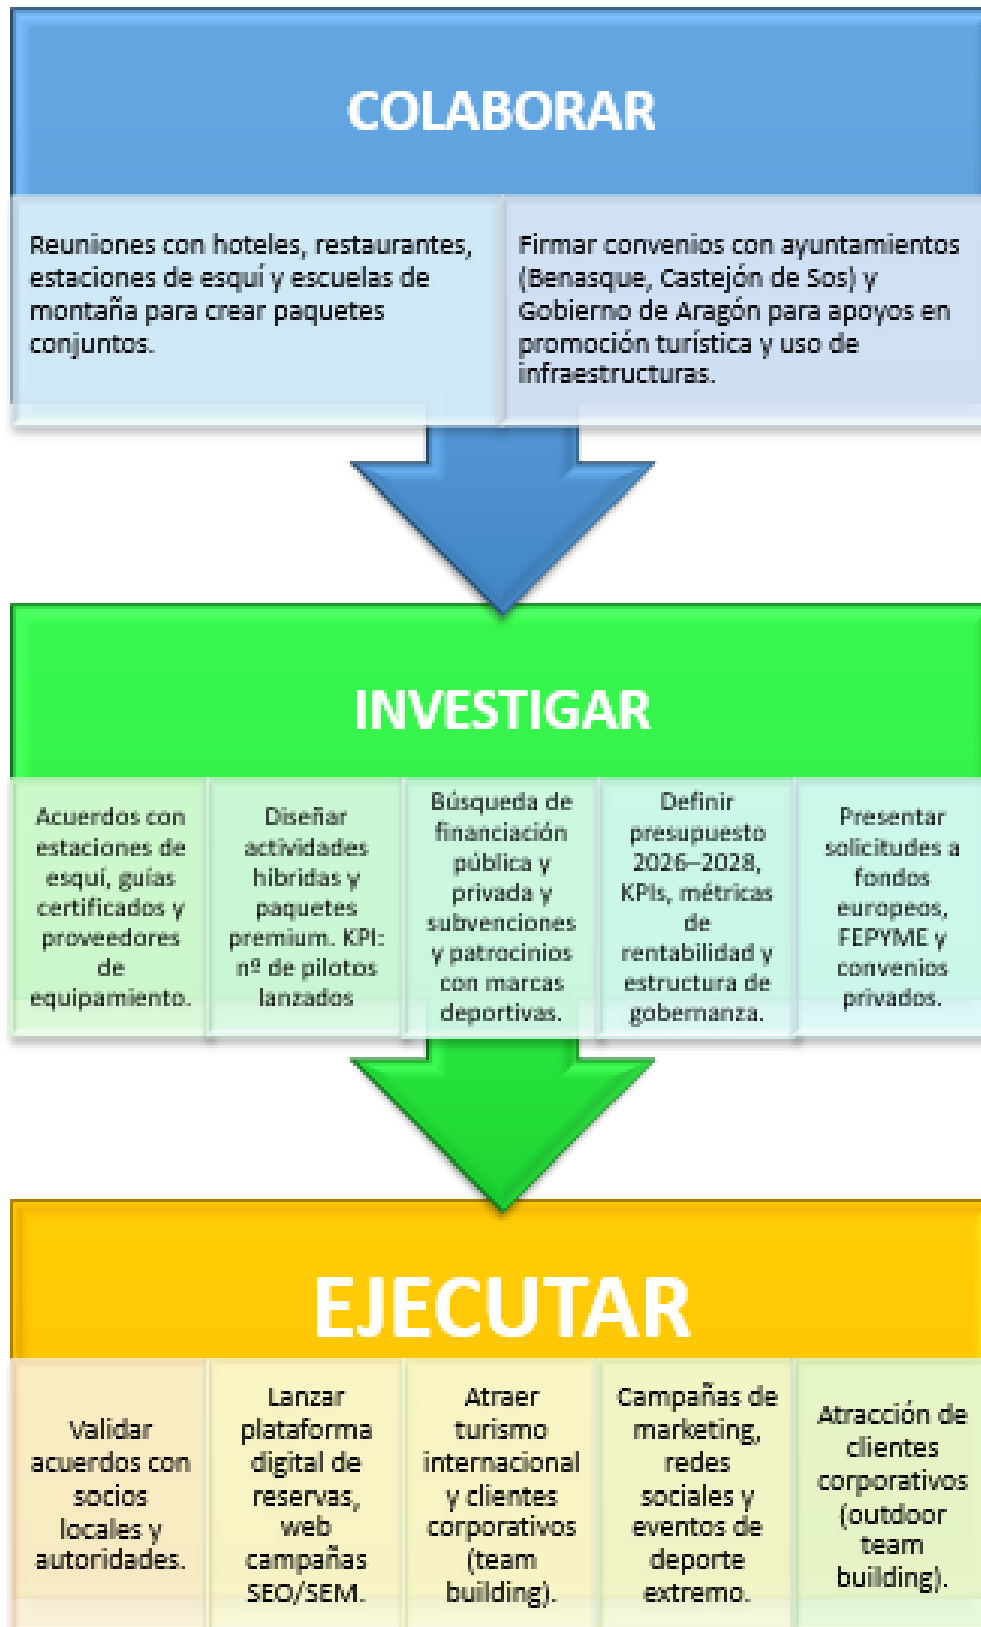 COLABORAR
Reuniones con hoteles, restaurantes,
estaciones de esquí y escuelas de
montaña para crear paquetes
conjuntos.
Firmar convenios con ayuntamientos
(Benasque, Castejón de Sos) y
Gobierno de Aragón para apoyos en
promoción turística y uso de
infraestructuras.
INVESTIGAR
Acuerdos con
estaciones de
esquí, guías
certificados y
proveedores
de
equipamiento.
Diseñar
actividades
híbridas y
paquetes
premium. KPI:
nº de pilotos
lanzados
Búsqueda de
financiación
pública y
privada y
subvenciones
y patrocinios
con marcas
deportivas.
Definir
presupuesto
2026–2028,
KPIs, métricas
de
rentabilidad y
estructura de
gobernanza.
Presentar
solicitudes a
fondos
europeos,
FEPYME y
convenios
privados.
EJECUTAR
Validar
acuerdos con
socios
locales y
autoridades.
Lanzar
plataforma
digital de
reservas,
web
campañas
SEO/SEM.
Atraer
turismo
internacional
y clientes
corporativos
(team
building).
Campañas de
marketing,
redes
sociales y
eventos de
deporte
extremo.
Atracción de
clientes
corporativos
(outdoor
team
building).